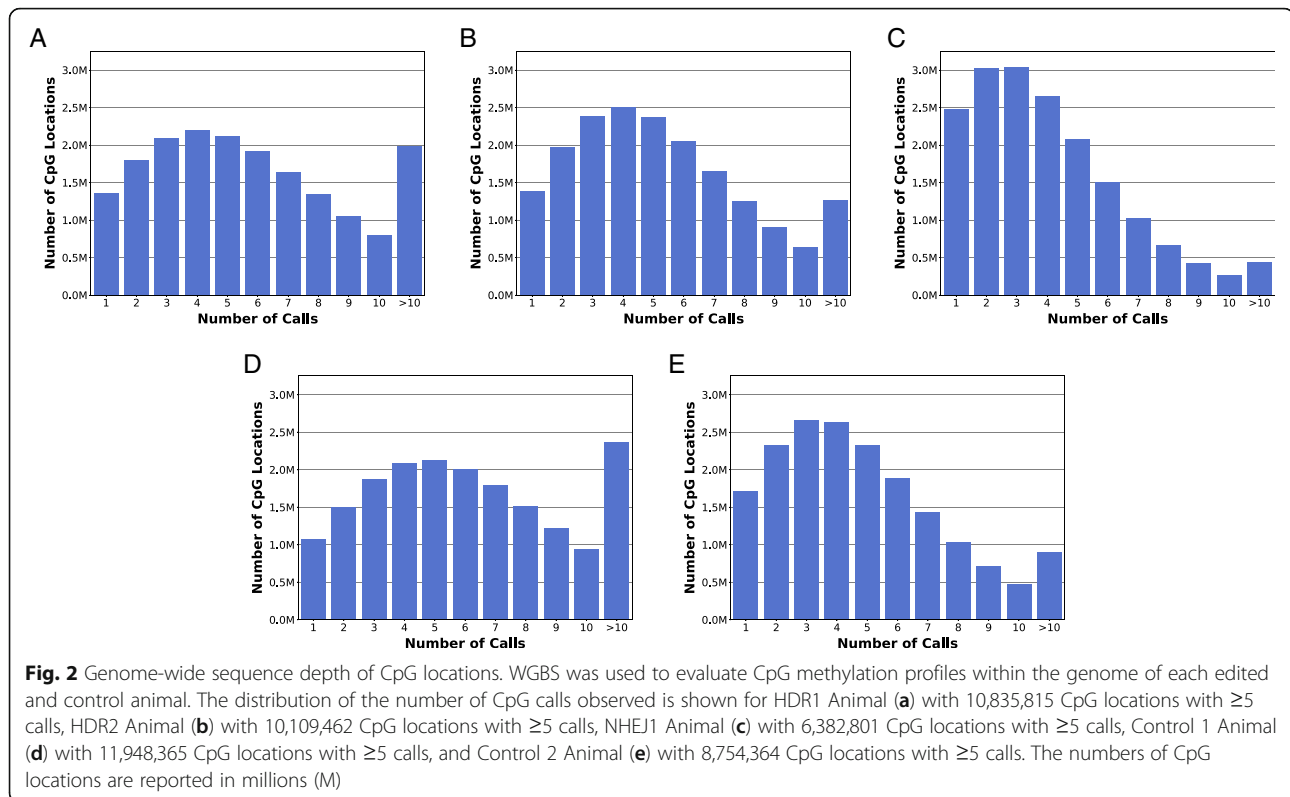 A
3.0M
2.5M
2.0M
1.5M
1.0M
0.5M
0.0M
Number of CpG Locations
1 2 3 4 5 6 7 8 9 10 >10
Number of Calls
B
3.0M
2.5M
2.0M
1.5M
1.0M
0.5M
0.0M
Number of CpG Locations
1 2 3 4 5 6 7 8 9 10 >10
Number of Calls
C
3.0M
2.5M
2.0M
1.5M
1.0M
0.5M
0.0M
Number of CpG Locations
1 2 3 4 5 6 7 8 9 10 >10
Number of Calls
D
3.0M
2.5M
2.0M
1.5M
1.0M
0.5M
0.0M
Number of CpG Locations
1 2 3 4 5 6 7 8 9 10 >10
Number of Calls
E
3.0M
2.5M
2.0M
1.5M
1.0M
0.5M
0.0M
Number of CpG Locations
1 2 3 4 5 6 7 8 9 10 >10
Number of Calls
Fig. 2 Genome-wide sequence depth of CpG locations. WGBS was used to evaluate CpG methylation profiles within the genome of each edited
and control animal. The distribution of the number of CpG calls observed is shown for HDR1 Animal (a) with 10,835,815 CpG locations with ≥5
calls, HDR2 Animal (b) with 10,109,462 CpG locations with ≥5 calls, NHEJ1 Animal (c) with 6,382,801 CpG locations with ≥5 calls, Control 1 Animal
(d) with 11,948,365 CpG locations with ≥5 calls, and Control 2 Animal (e) with 8,754,364 CpG locations with ≥5 calls. The numbers of CpG
locations are reported in millions (M)